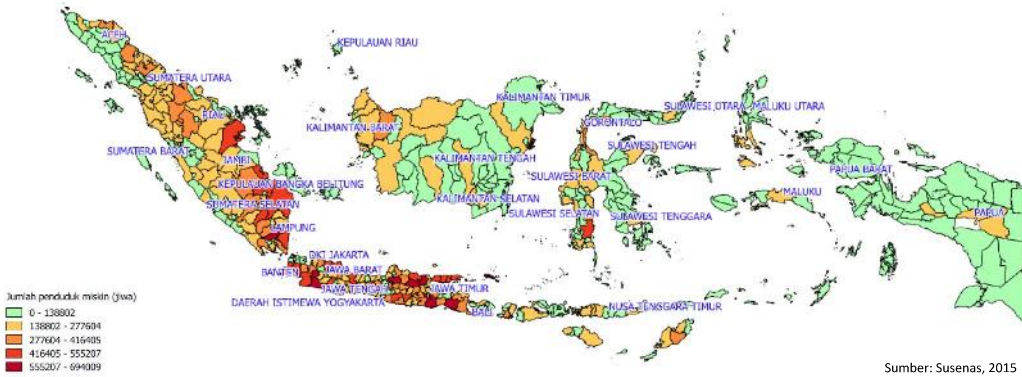 ACEH
KEPULAUAN RIAU
SUMATERA UTARA
KALIMANTAN TIMUR
SULAWESI UTARA
MALUKU UTARA
RIAU
GORONTALO
KALIMANTAN BARAT
SULAWESI TENGAH
SUMATERA BARAT
JAMBI
KALIMANTAN TENGAH
PAPUA BARAT
SULAWESI BARAT
KEPULAUAN BANGKA BELITUNG
MALUKU
KALIMANTAN SELATAN
SUMATERA SELATAN
SULAWESI SELATAN
SULAWESI TENGGARA
PAPUA
LAMPUNG
DKI JAKARTA
BANTEN
JAWA BARAT
JAWA TENGAH
JAWA TIMUR
DAERAH ISTIMEWA YOGYAKARTA
NUSA TENGGARA TIMUR
BALI
Jumlah penduduk miskin (jiwa)
0 - 138802
138802 - 277604
277604 - 416405
416405 - 555207
555207 - 694009
Sumber: Susenas, 2015